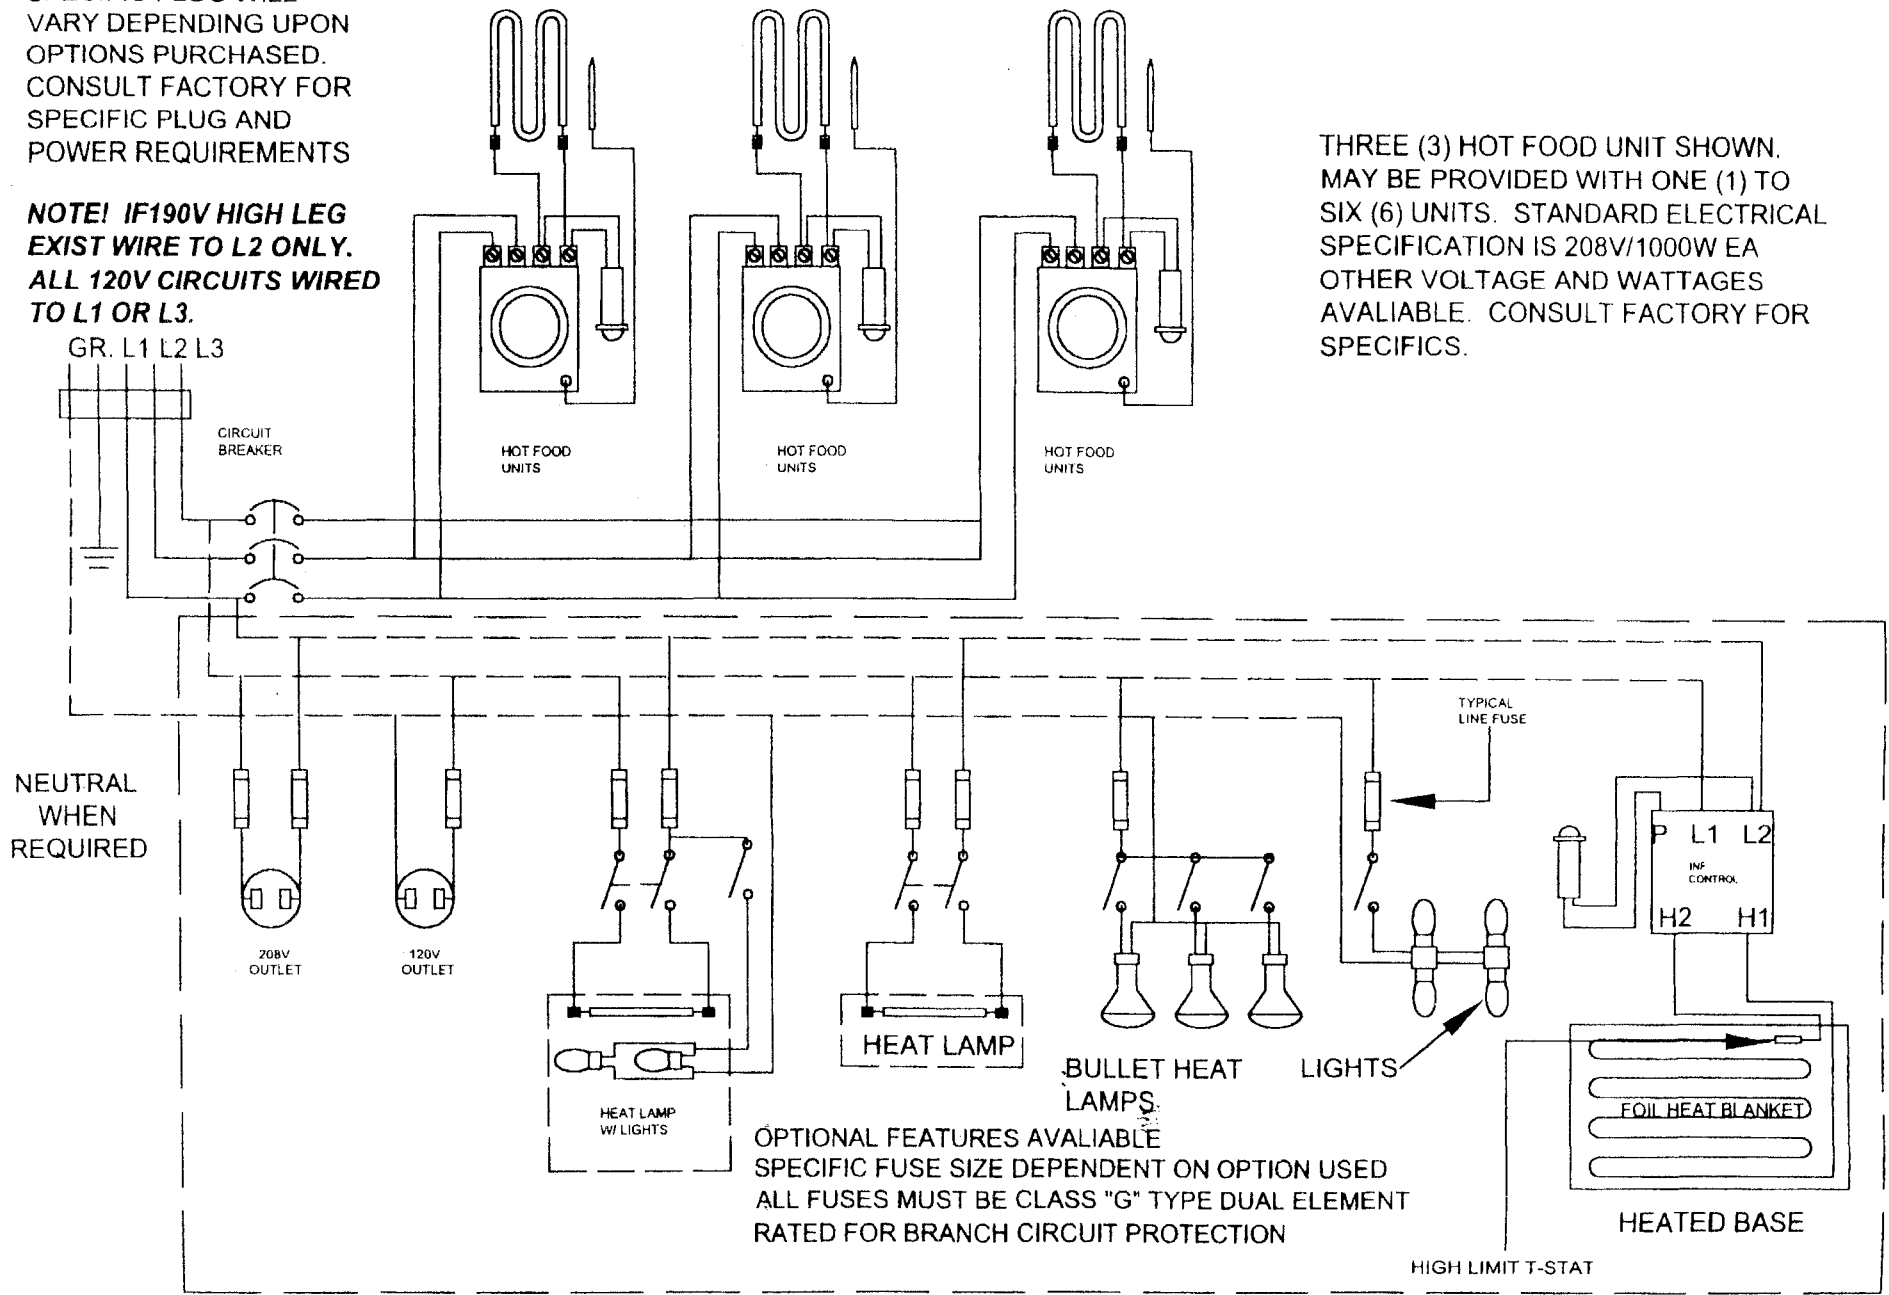 VARY DEPENDING UPON
OPTIONS PURCHASED.
CONSULT FACTORY FOR
SPECIFIC PLUG AND
POWER REQUIREMENTS
NOTE! IF190V HIGH LEG
EXIST WIRE TO L2 ONLY.
ALL 120V CIRCUITS WIRED
TO L1 OR L3.
GR. L1 L2 L3
THREE (3) HOT FOOD UNIT SHOWN.
MAY BE PROVIDED WITH ONE (1) TO
SIX (6) UNITS. STANDARD ELECTRICAL
SPECIFICATION IS 208V/1000W EA
OTHER VOLTAGE AND WATTAGES
AVALIABLE. CONSULT FACTORY FOR
SPECIFICS.
CIRCUIT
BREAKER
HOT FOOD
UNITS
HOT FOOD
UNITS
HOT FOOD
UNITS
TYPICAL
LINE FUSE
NEUTRAL
WHEN
REQUIRED
P L1 L2
INF
CONTROL
H2 H1
208V
OUTLET
120V
OUTLET
HEAT LAMP
W/ LIGHTS
HEAT LAMP
BULLET HEAT
LAMPS
LIGHTS
FOIL HEAT BLANKET
HEATED BASE
HIGH LIMIT T-STAT
OPTIONAL FEATURES AVALIABLE
SPECIFIC FUSE SIZE DEPENDENT ON OPTION USED
ALL FUSES MUST BE CLASS "G" TYPE DUAL ELEMENT
RATED FOR BRANCH CIRCUIT PROTECTION